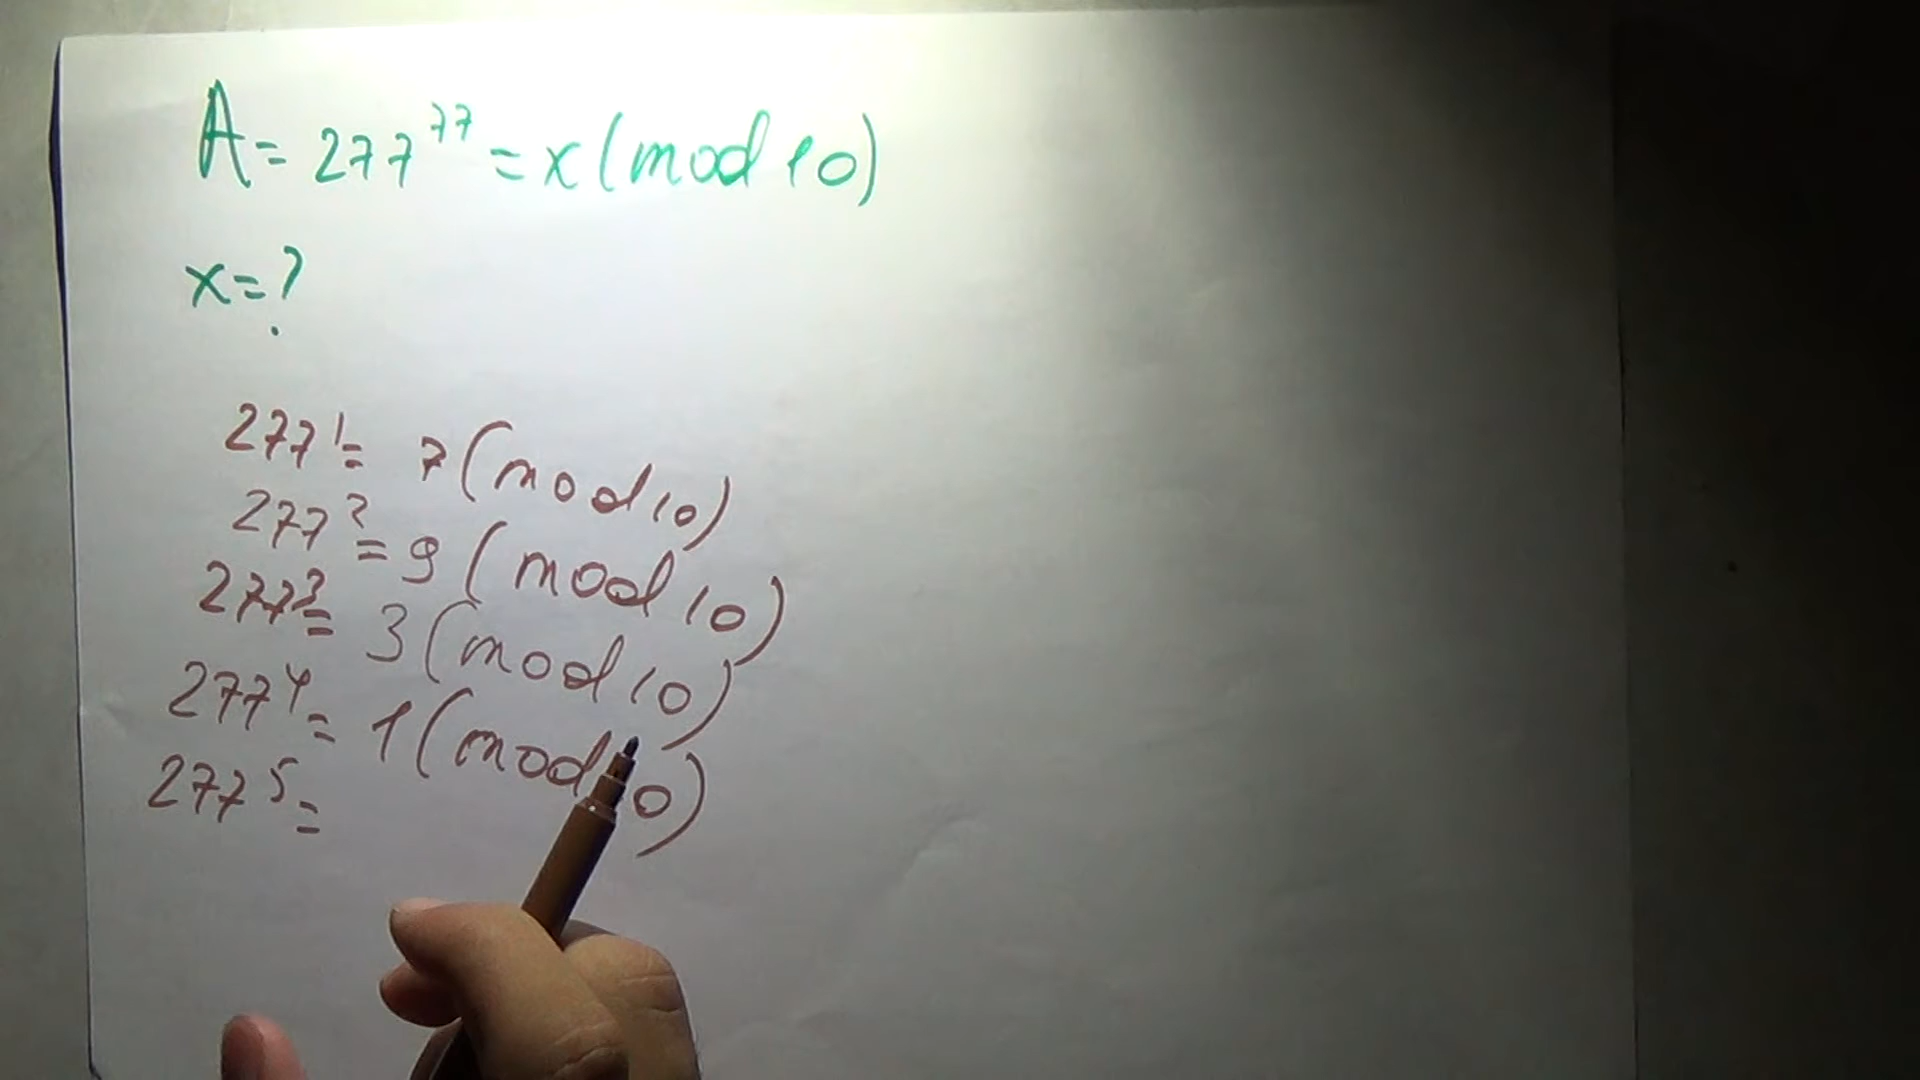 A = 277^77 = x (mod 10)
x = ?
277^1 = 7 (mod 10)
277^2 = 9 (mod 10)
277^3 = 3 (mod 10)
277^4 = 1 (mod 10)
277^5 =